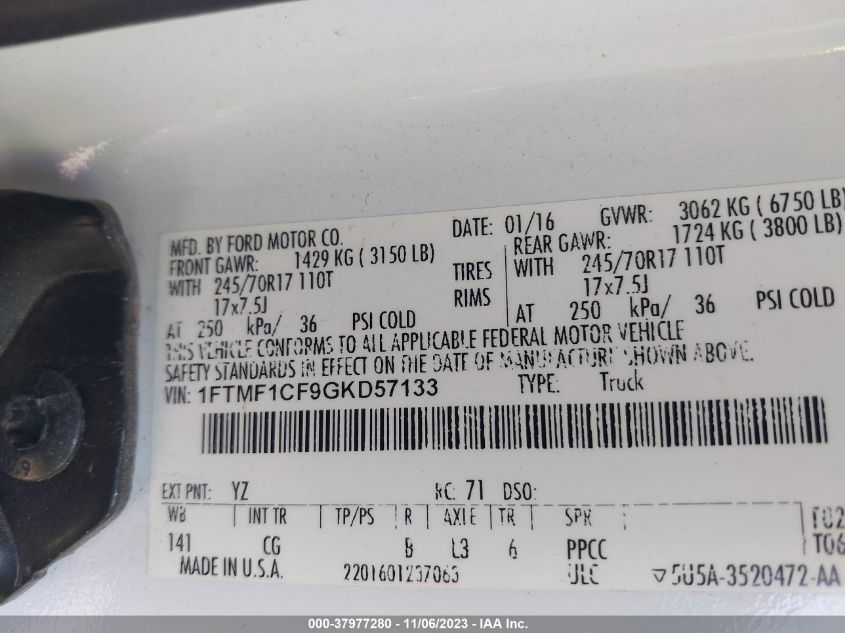 MFD. BY FORD MOTOR CO.
DATE: 01/16 GVWR: 3062 KG ( 6750 LB)
FRONT GAWR: 1429 KG ( 3150 LB)
REAR GAWR: 1724 KG ( 3800 LB)
WITH 245/70R17 110T TIRES WITH 245/70R17 110T
17x7.5J RIMS 17x7.5J
AT 250 kPa/ 36 PSI COLD AT 250 kPa/ 36 PSI COLD
THIS VEHICLE CONFORMS TO ALL APPLICABLE FEDERAL MOTOR VEHICLE
SAFETY STANDARDS IN EFFECT ON THE DATE OF MANUFACTURE SHOWN ABOVE.
VIN: 1FTMF1CF9GKD57133 TYPE: Truck
EXT PNT: YZ RC: 71 DSO:
WB INT TR TP/PS R AXLE TR SPR T02
141 CG B L3 6 PPCC T06
MADE IN U.S.A. 2201601237063 ULC ▽5U5A-3520472-AA
9
000-37977280 - 11/06/2023 - IAA Inc.